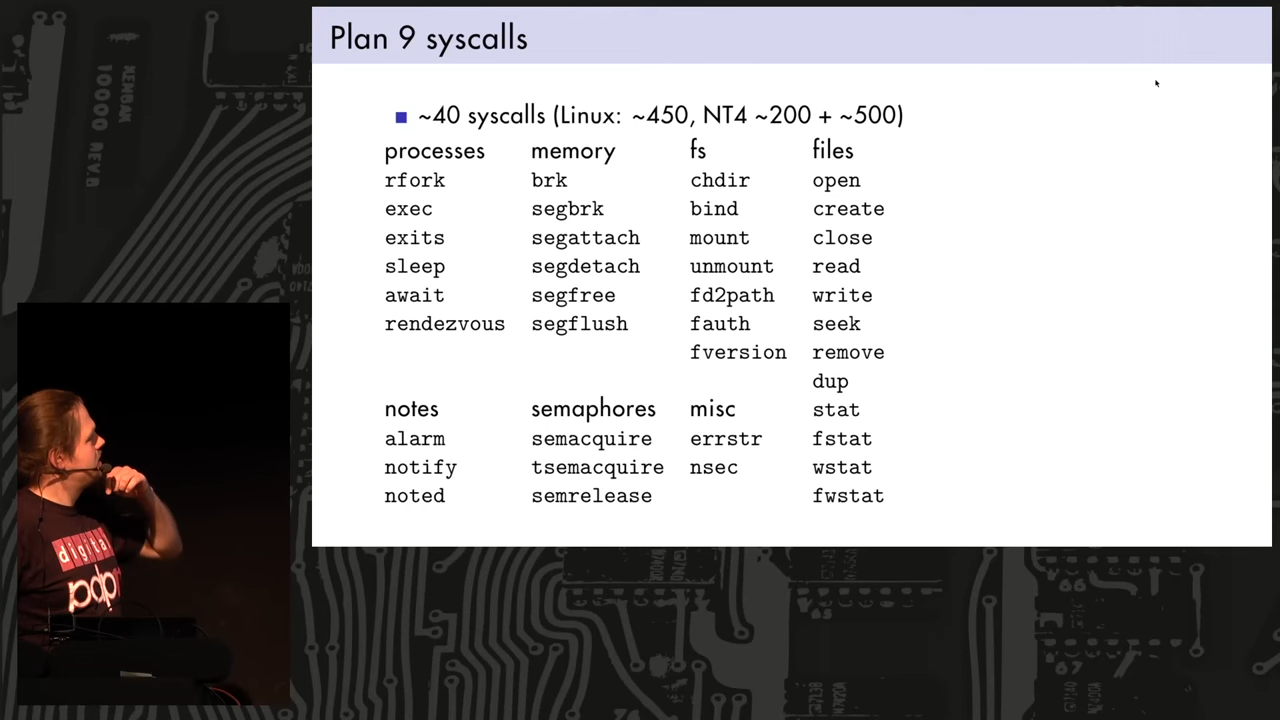 Plan 9 syscalls
~40 syscalls (Linux: ~450, NT4 ~200 + ~500)
processes memory fs files
rfork brk chdir open
exec segbrk bind create
exits segattach mount close
sleep segdetach unmount read
await segfree fd2path write
rendezvous segflush fauth seek
fversion remove
dup
notes semaphores misc stat
alarm semacquire errstr fstat
notify tsemacquire nsec wstat
noted semrelease fwstat
10000 REV.B
digita
pdp